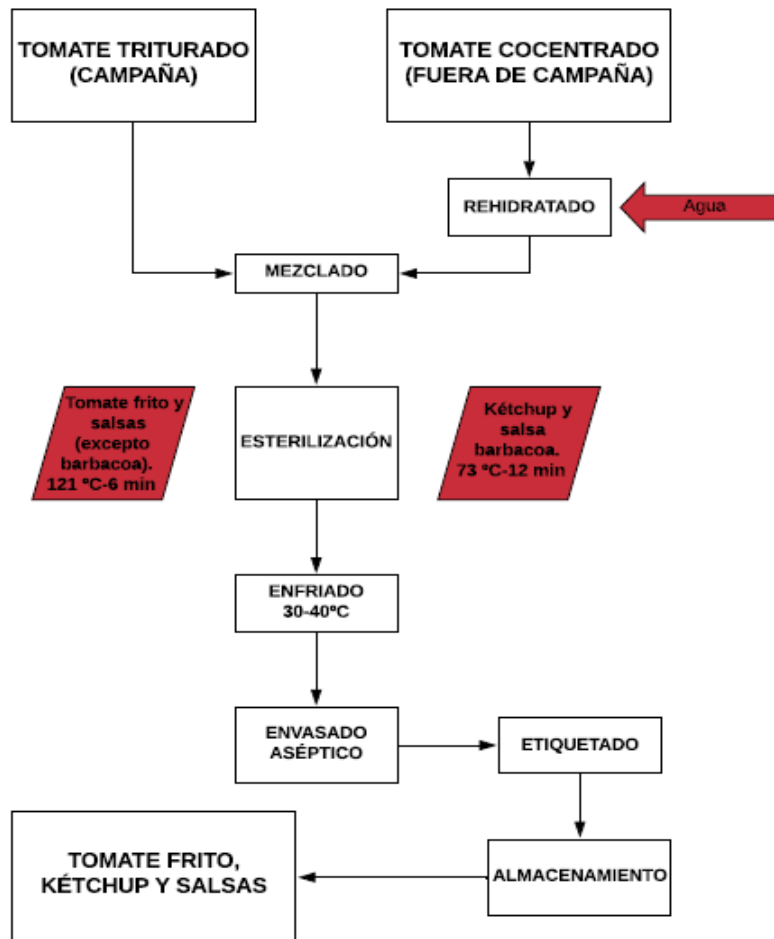 TOMATE TRITURADO
(CAMPAÑA)
TOMATE COCENTRADO
(FUERA DE CAMPAÑA)
REHIDRATADO
Agua
MEZCLADO
Tomate frito y
salsas
(excepto
barbacoa).
121 ºC-6 min
ESTERILIZACIÓN
Kétchup y
salsa
barbacoa.
73 ºC-12 min
ENFRIADO
30-40ºC
ENVASADO
ASÉPTICO
ETIQUETADO
TOMATE FRITO,
KÉTCHUP Y SALSAS
ALMACENAMIENTO